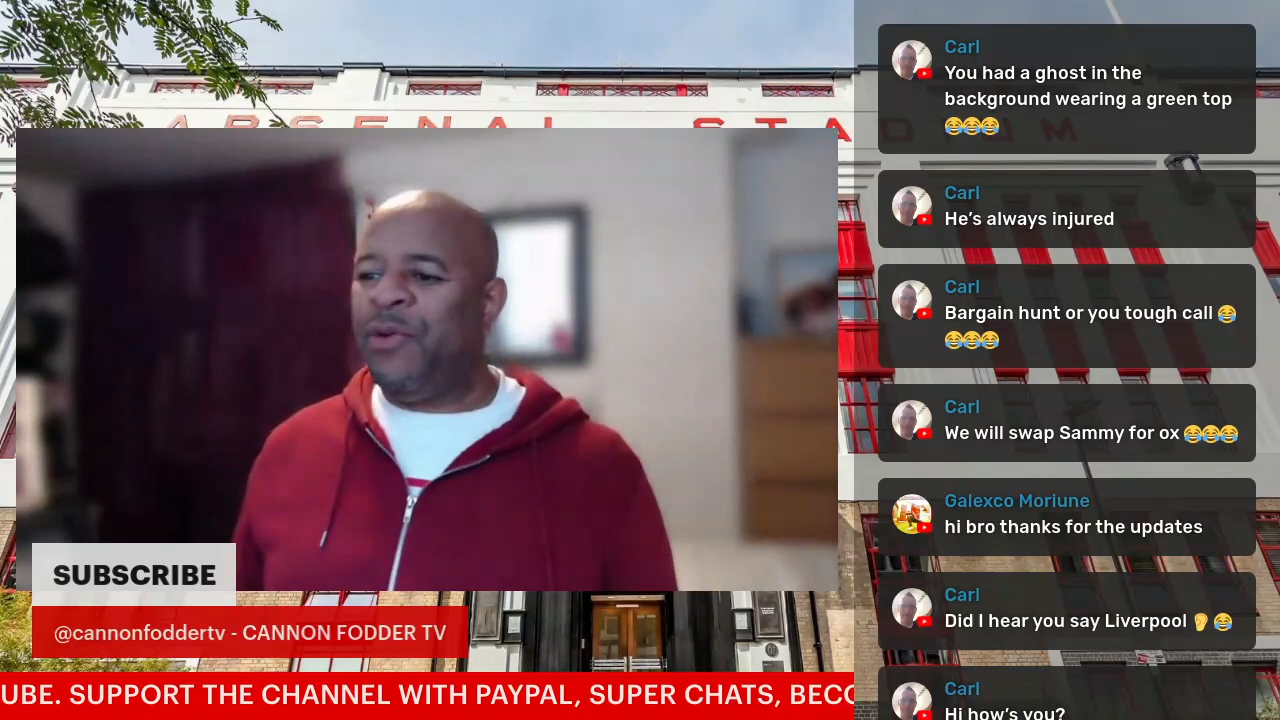 ARSENAL STADIUM
SUBSCRIBE
@cannonfoddertv - CANNON FODDER TV
UBE. SUPPORT THE CHANNEL WITH PAYPAL, SUPER CHATS, BECO
Carl
You had a ghost in the
background wearing a green top
😂😂😂
Carl
He’s always injured
Carl
Bargain hunt or you tough call 😂
😂😂😂
Carl
We will swap Sammy for ox 😂😂😂
Galexco Moriune
hi bro thanks for the updates
Carl
Did I hear you say Liverpool 👂😂
Carl
Hi how’s you?